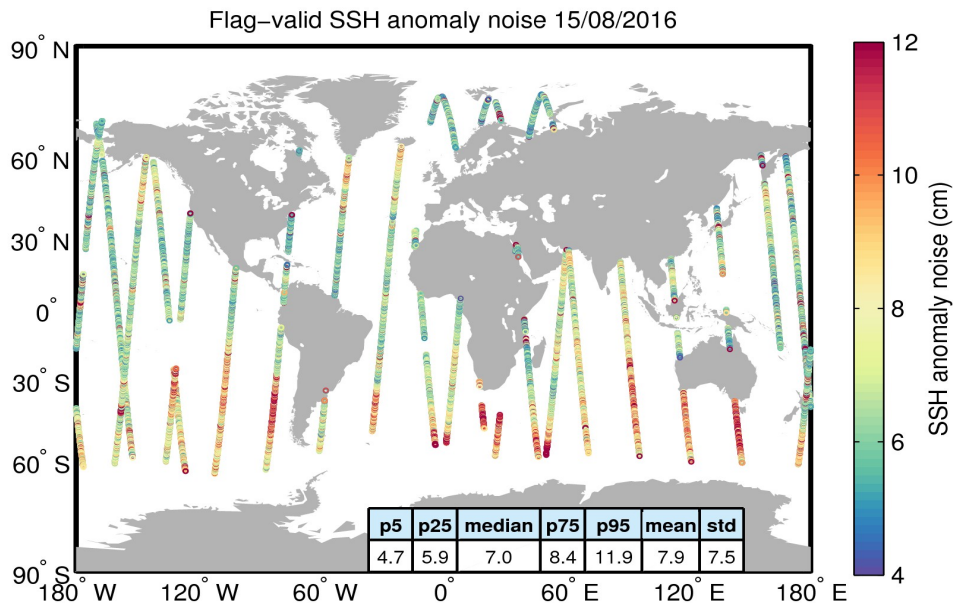 Flag−valid SSH anomaly noise 15/08/2016
90° N
60° N
30° N
0°
30° S
60° S
90° S
180° W
120° W
60° W
0°
60° E
120° E
180° E
p5 p25 median p75 p95 mean std
4.7 5.9 7.0 8.4 11.9 7.9 7.5
12
10
8
6
4
SSH anomaly noise (cm)